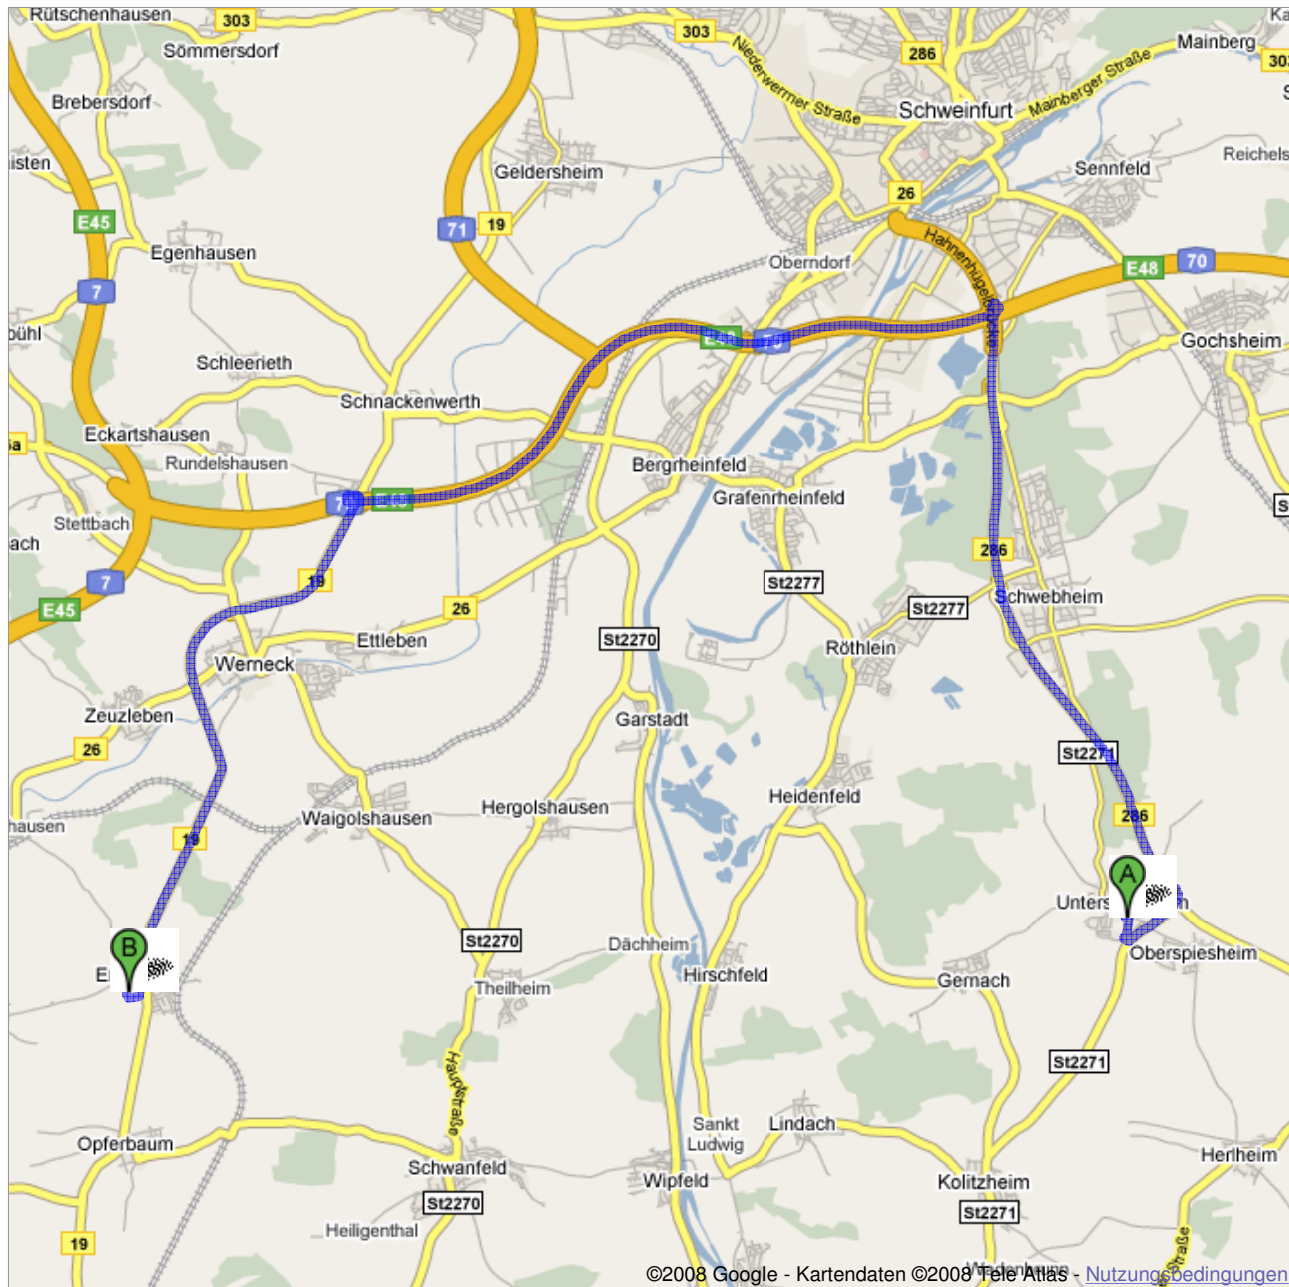 Rütschenhausen
303
Sömmersdorf
303
286
Mainberg
303
Niederwerrner Straße
Mainberger Straße
Brebersdorf
Schweinfurt
Geldersheim
Sennfeld
Reichels
26
E45
71
19
Hahnenhügelbrücke
Egenhausen
Oberndorf
E48
70
7
Gochsheim
Schleerieth
Schnackenwerth
Eckartshausen
Rundelshausen
Bergrheinfeld
Grafenrheinfeld
Stettbach
286
7
19
St2277
E45
26
St2277
Schwebheim
Ettleben
St2270
Röthlein
Werneck
Zeuzleben
Garstadt
26
St2271
Heidenfeld
Hergolshausen
Waigolshausen
286
hausen
19
A
B
St2270
Dächheim
Oberspiesheim
Hirschfeld
Gernach
Theilheim
St2271
Hauptstraße
Sankt
Ludwig
Lindach
Opferbaum
Herlheim
Schwanfeld
Wipfeld
Kolitzheim
St2270
St2271
Heiligenthal
19
Straße
©2008 Google - Kartendaten ©2008 Tele Atlas - Nutzungsbedingungen